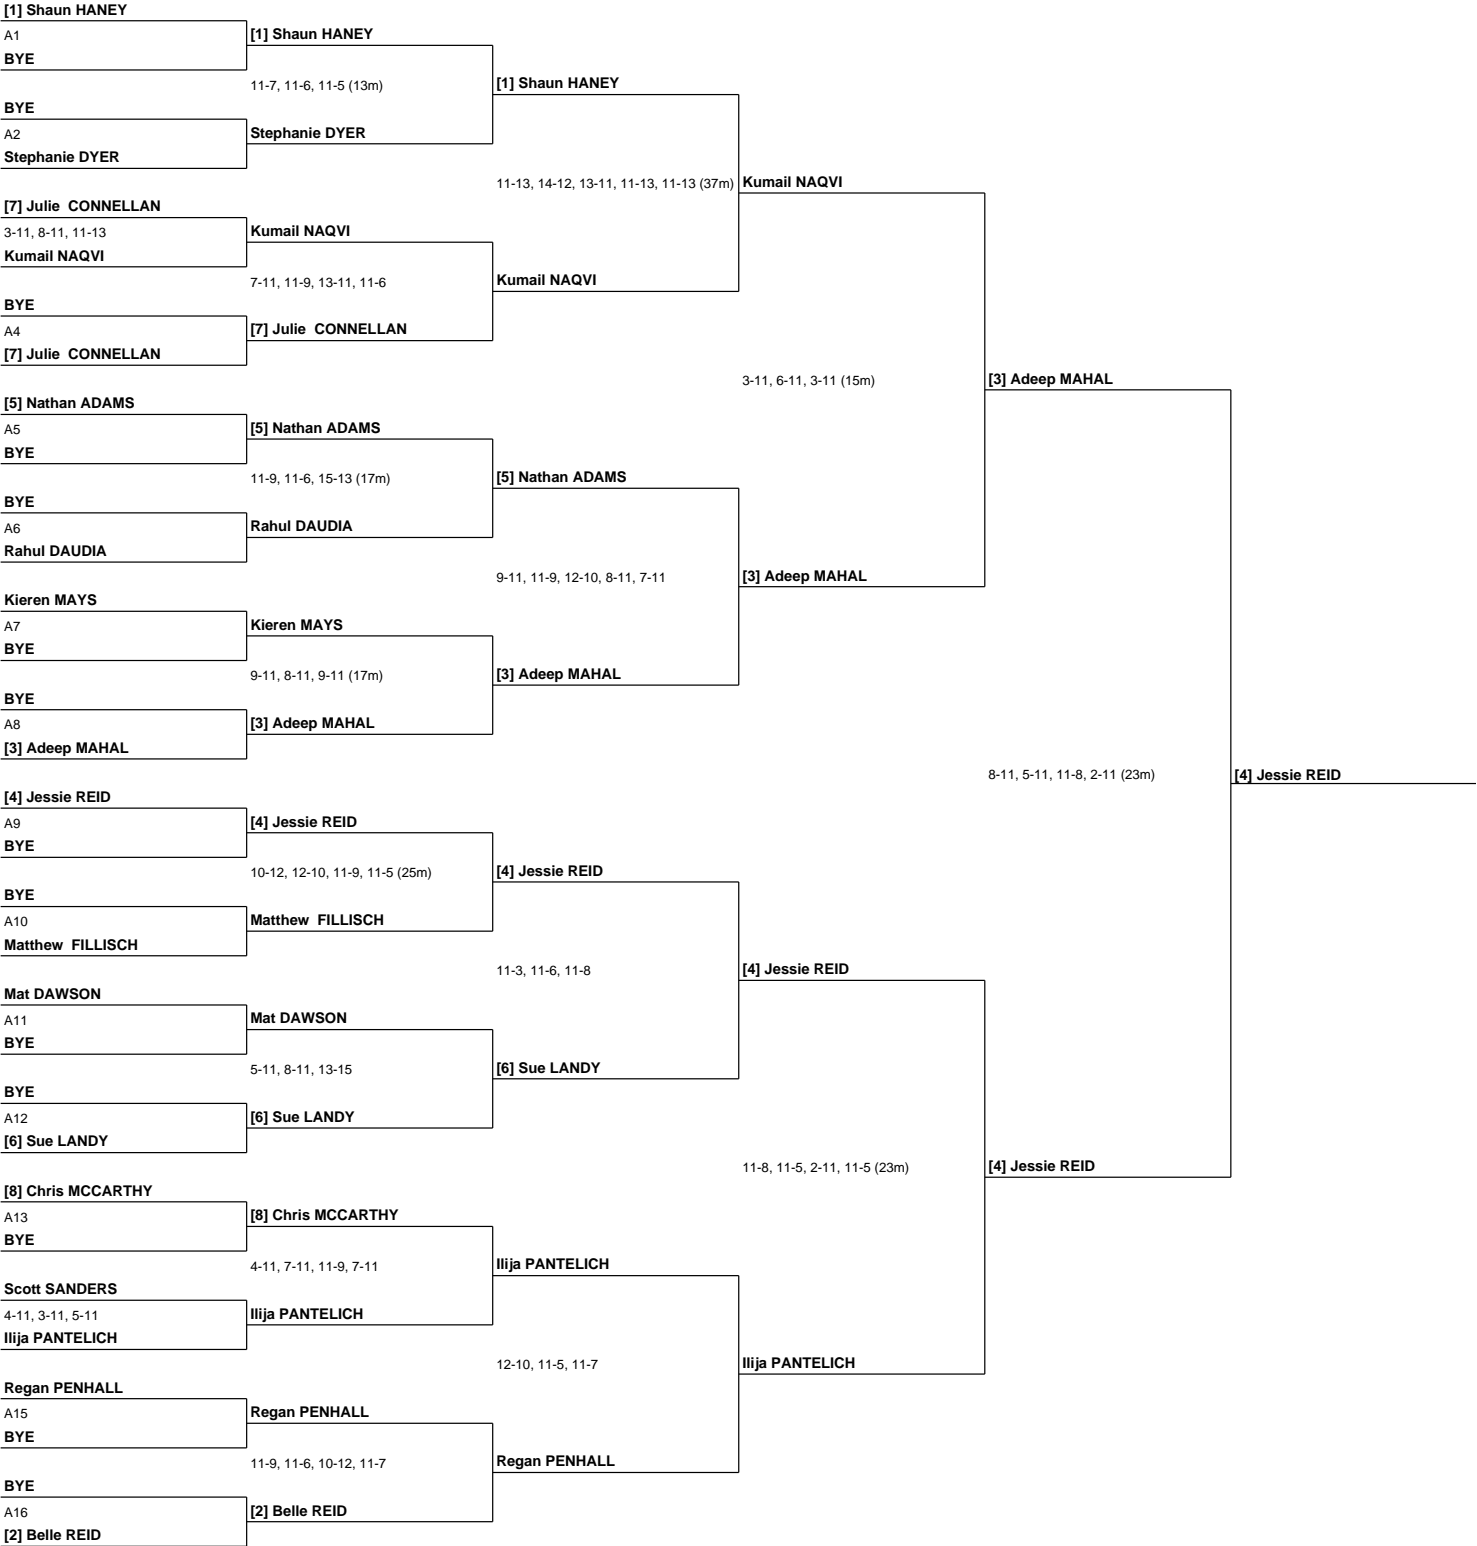 [1] Shaun HANEY
A1
BYE
BYE
A2
Stephanie DYER
[7] Julie  CONNELLAN
3-11, 8-11, 11-13
Kumail NAQVI
BYE
A4
[7] Julie  CONNELLAN
[5] Nathan ADAMS
A5
BYE
BYE
A6
Rahul DAUDIA
Kieren MAYS
A7
BYE
BYE
A8
[3] Adeep MAHAL
[4] Jessie REID
A9
BYE
BYE
A10
Matthew  FILLISCH
Mat DAWSON
A11
BYE
BYE
A12
[6] Sue LANDY
[8] Chris MCCARTHY
A13
BYE
Scott SANDERS
4-11, 3-11, 5-11
Ilija PANTELICH
Regan PENHALL
A15
BYE
BYE
A16
[2] Belle REID
[1] Shaun HANEY
11-7, 11-6, 11-5 (13m)
Stephanie DYER
Kumail NAQVI
7-11, 11-9, 13-11, 11-6
[7] Julie  CONNELLAN
[5] Nathan ADAMS
11-9, 11-6, 15-13 (17m)
Rahul DAUDIA
Kieren MAYS
9-11, 8-11, 9-11 (17m)
[3] Adeep MAHAL
[4] Jessie REID
10-12, 12-10, 11-9, 11-5 (25m)
Matthew  FILLISCH
Mat DAWSON
5-11, 8-11, 13-15
[6] Sue LANDY
[8] Chris MCCARTHY
4-11, 7-11, 11-9, 7-11
Ilija PANTELICH
Regan PENHALL
11-9, 11-6, 10-12, 11-7
[2] Belle REID
[1] Shaun HANEY
11-13, 14-12, 13-11, 11-13, 11-13 (37m)
Kumail NAQVI
[5] Nathan ADAMS
9-11, 11-9, 12-10, 8-11, 7-11
[3] Adeep MAHAL
[4] Jessie REID
11-3, 11-6, 11-8
[6] Sue LANDY
Ilija PANTELICH
12-10, 11-5, 11-7
Regan PENHALL
Kumail NAQVI
3-11, 6-11, 3-11 (15m)
[3] Adeep MAHAL
[4] Jessie REID
11-8, 11-5, 2-11, 11-5 (23m)
Ilija PANTELICH
[3] Adeep MAHAL
8-11, 5-11, 11-8, 2-11 (23m)
[4] Jessie REID
[4] Jessie REID